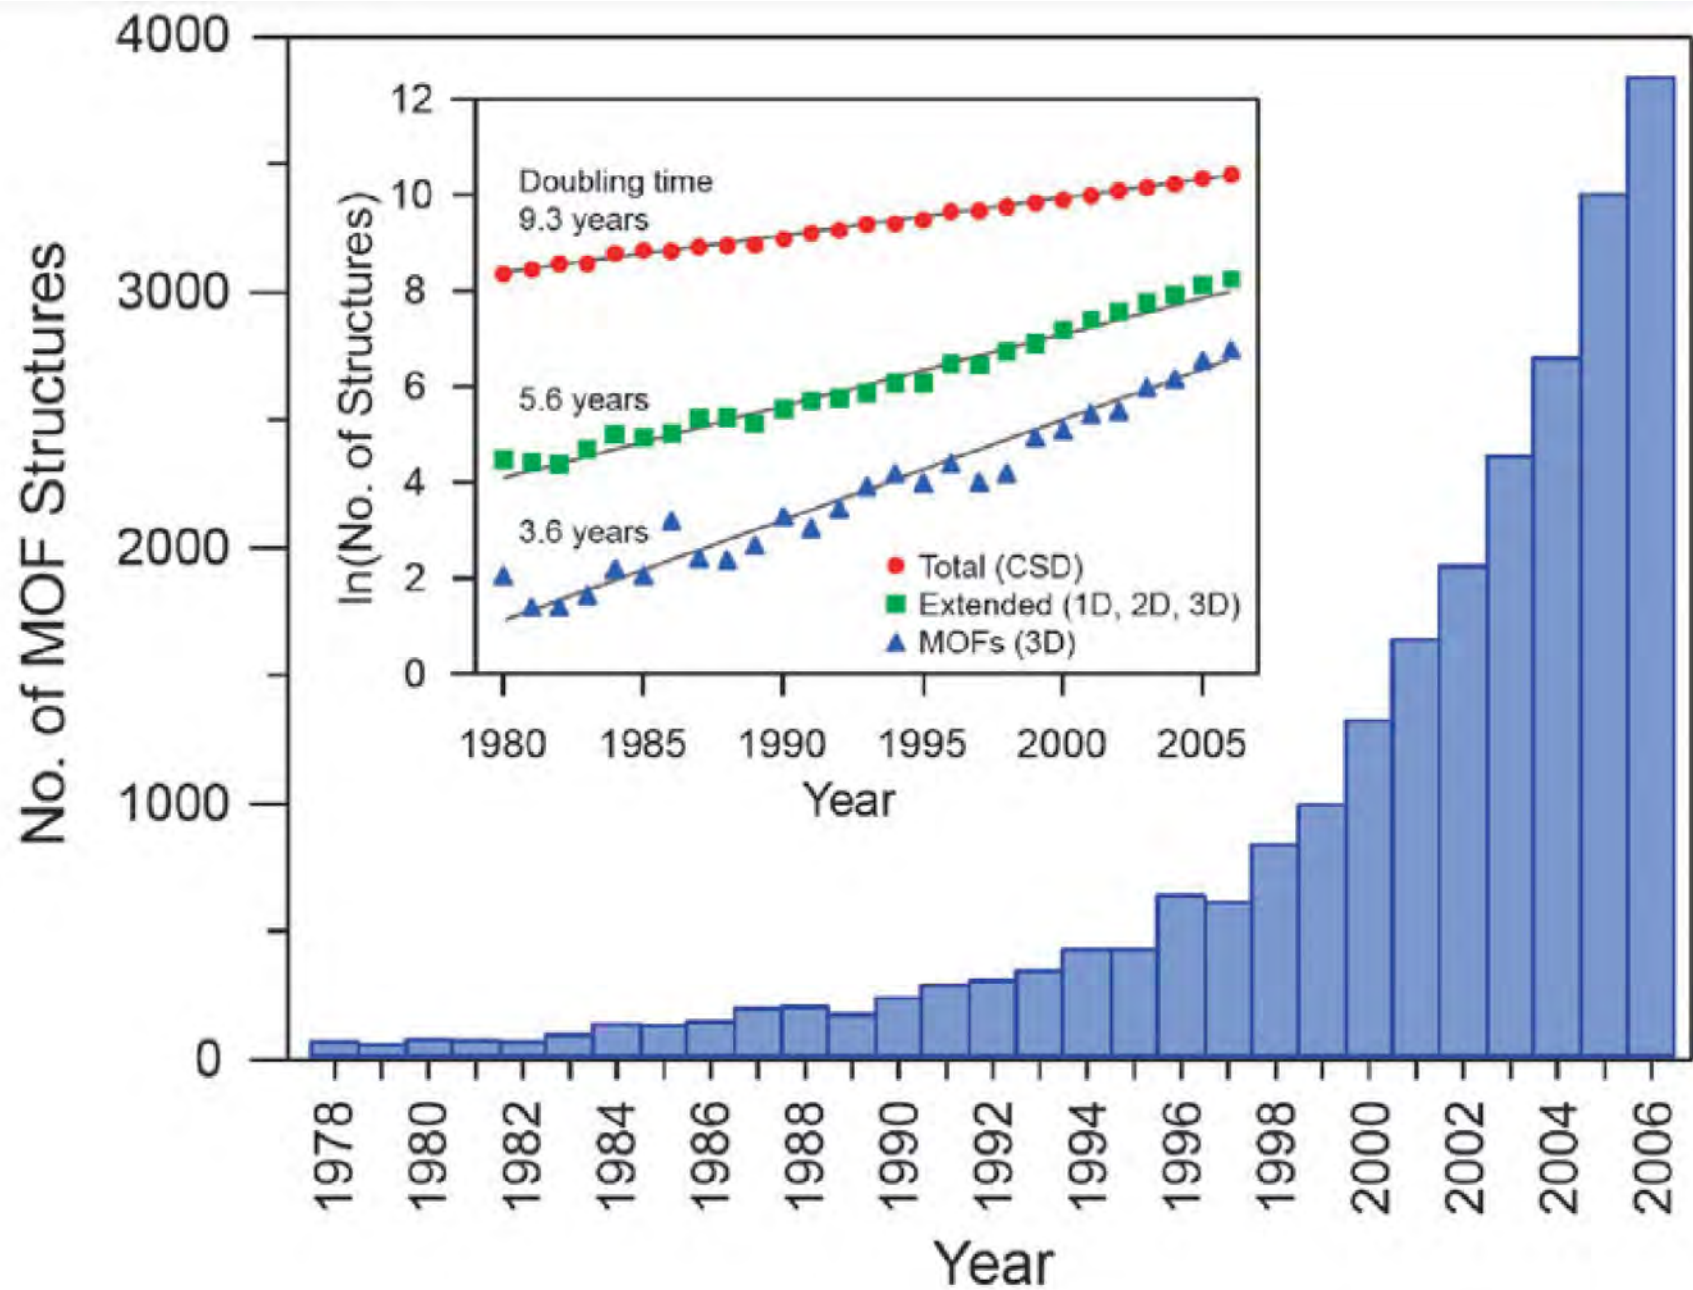 No. of MOF Structures
4000
3000
2000
1000
0
ln(No. of Structures)
12
10
8
6
4
2
0
Doubling time
9.3 years
5.6 years
3.6 years
Total (CSD)
Extended (1D, 2D, 3D)
MOFs (3D)
1980 1985 1990 1995 2000 2005
Year
1978 1980 1982 1984 1986 1988 1990 1992 1994 1996 1998 2000 2002 2004 2006
Year